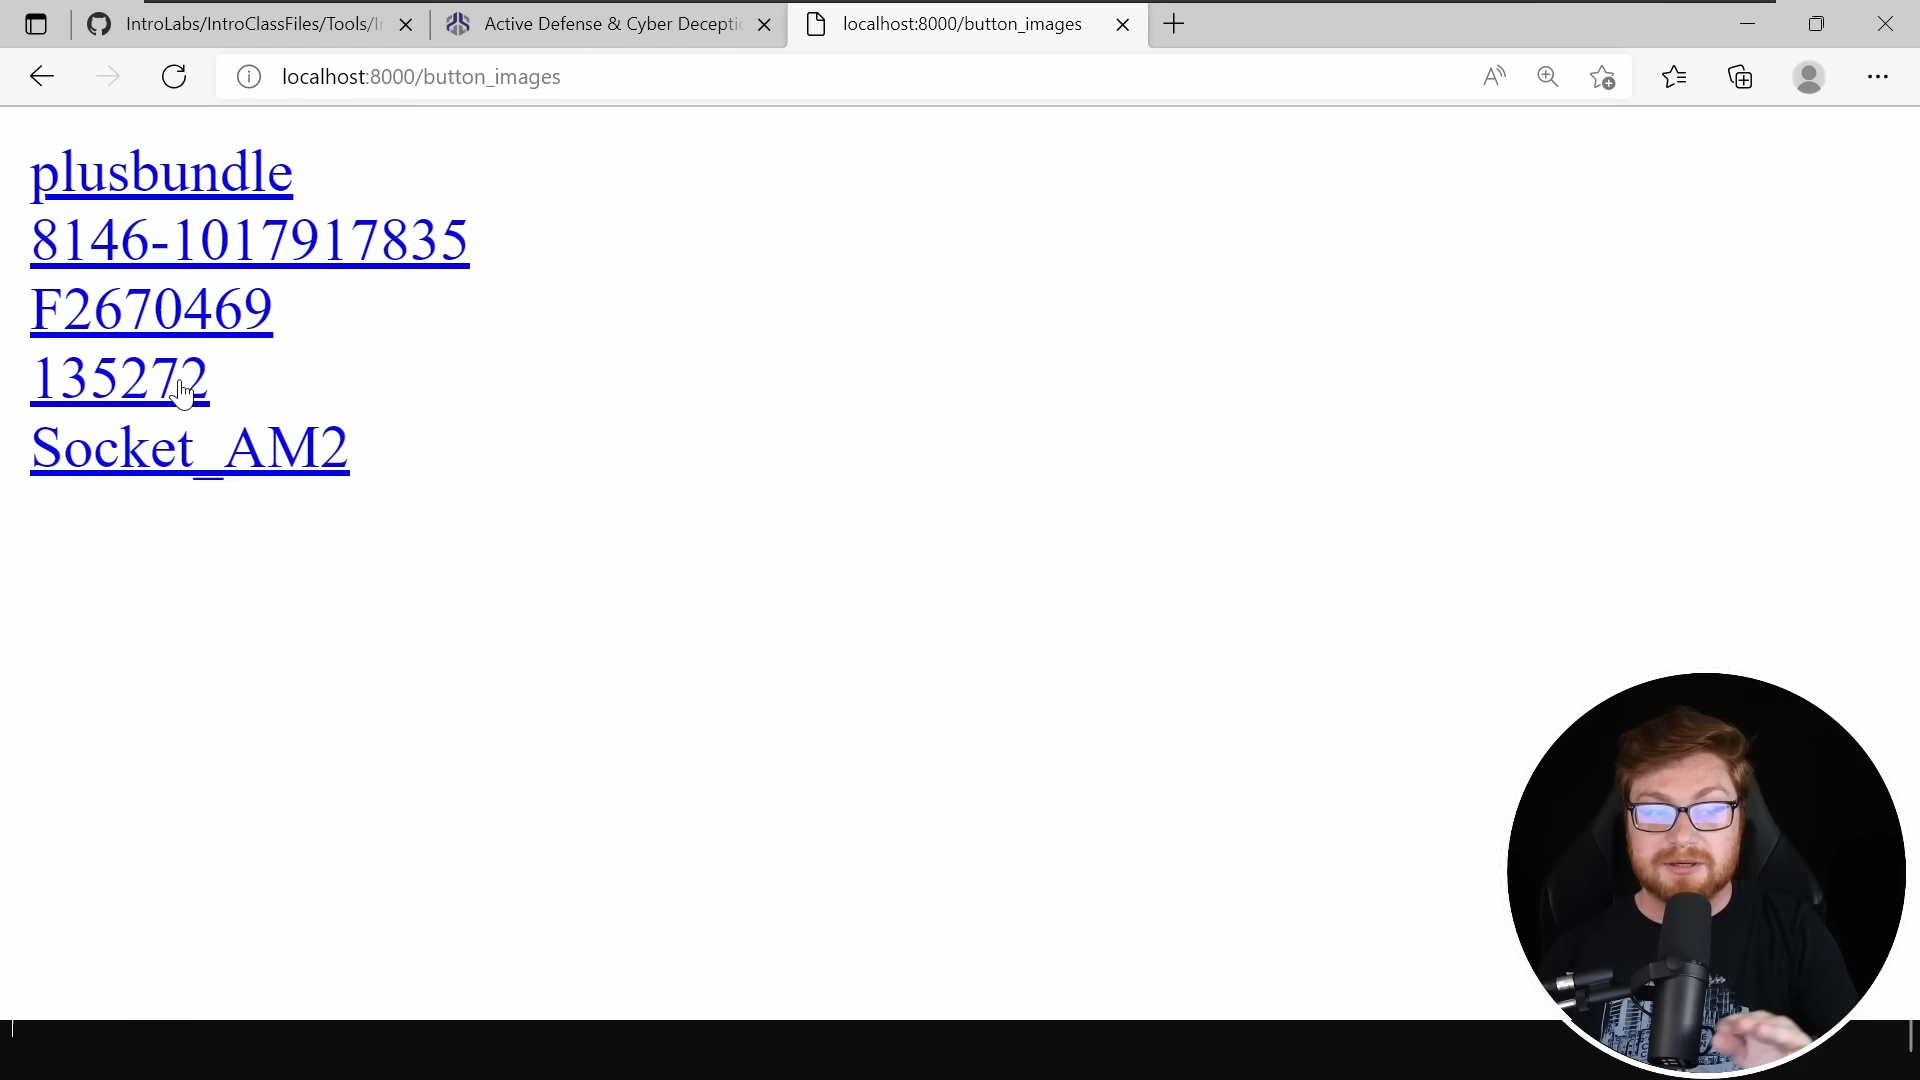 IntroLabs/IntroClassFiles/Tools/I
Active Defense & Cyber Decepti
localhost:8000/button_images
localhost:8000/button_images
plusbundle
8146-1017917835
F2670469
135272
Socket_AM2